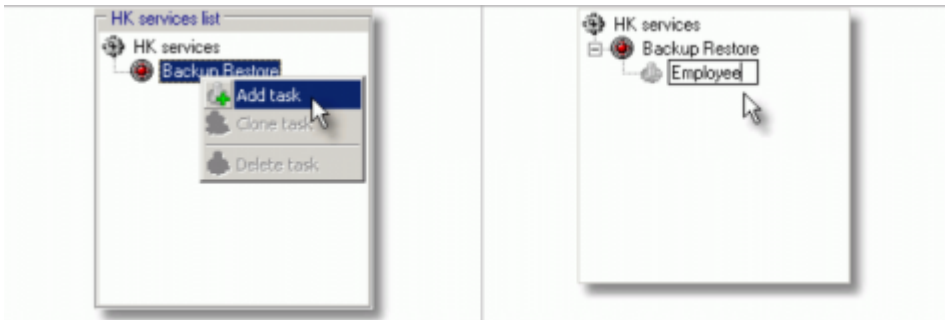 HK services list
HK services
Backup Restore
Add task
Clone task
Delete task
HK services
Backup Restore
Employee